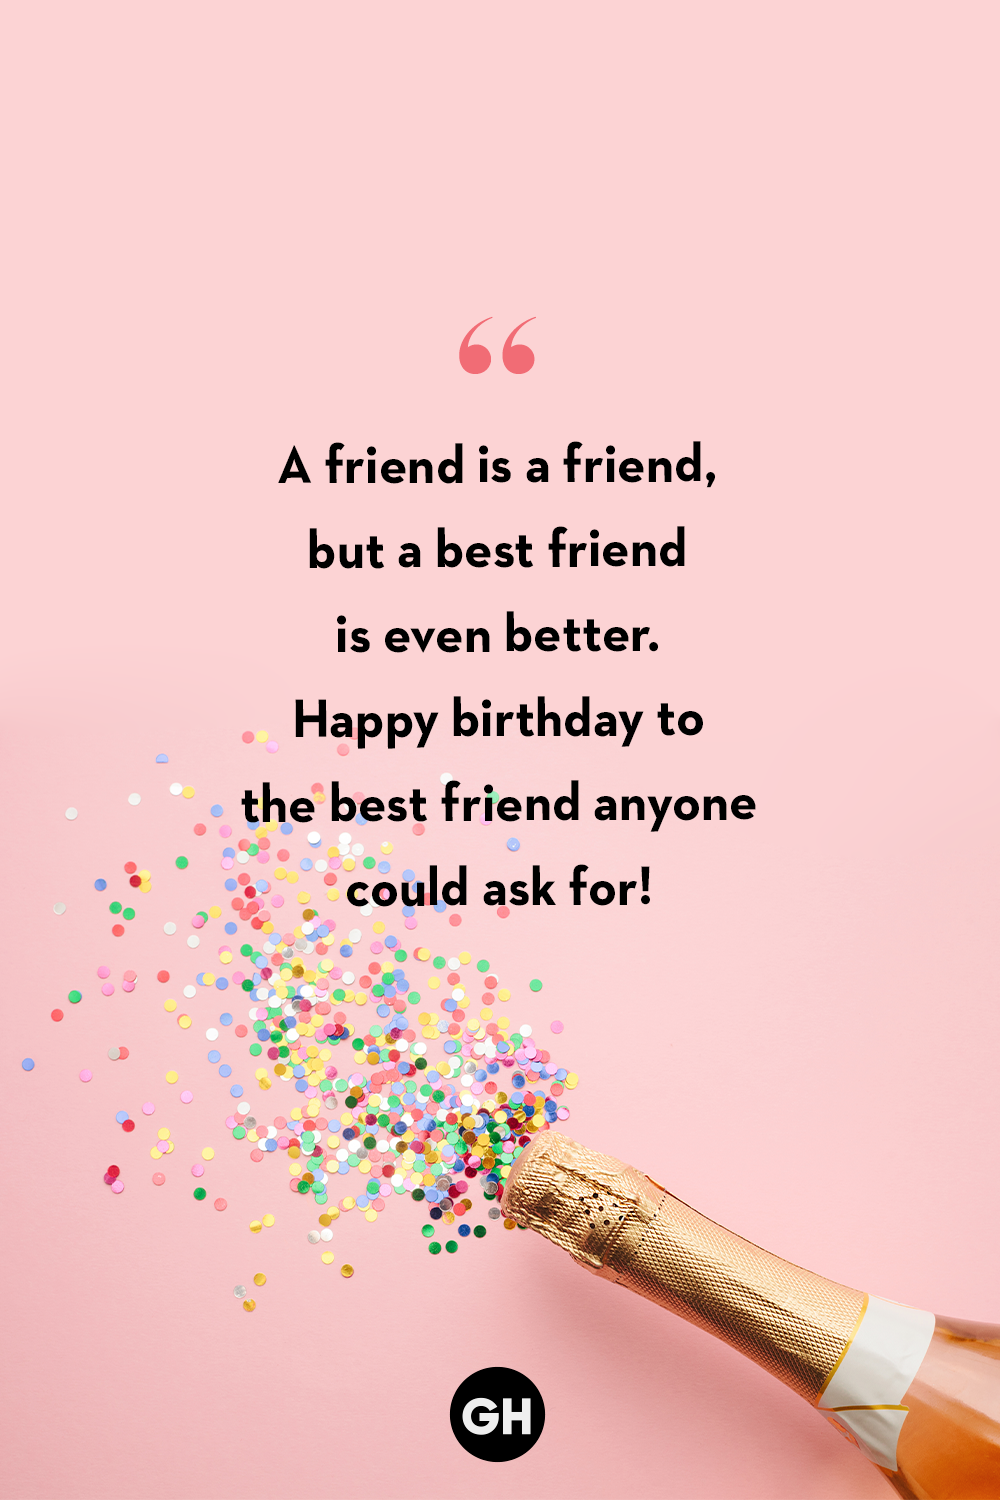 “
A friend is a friend,
but a best friend
is even better.
Happy birthday to
the best friend anyone
could ask for!
GH